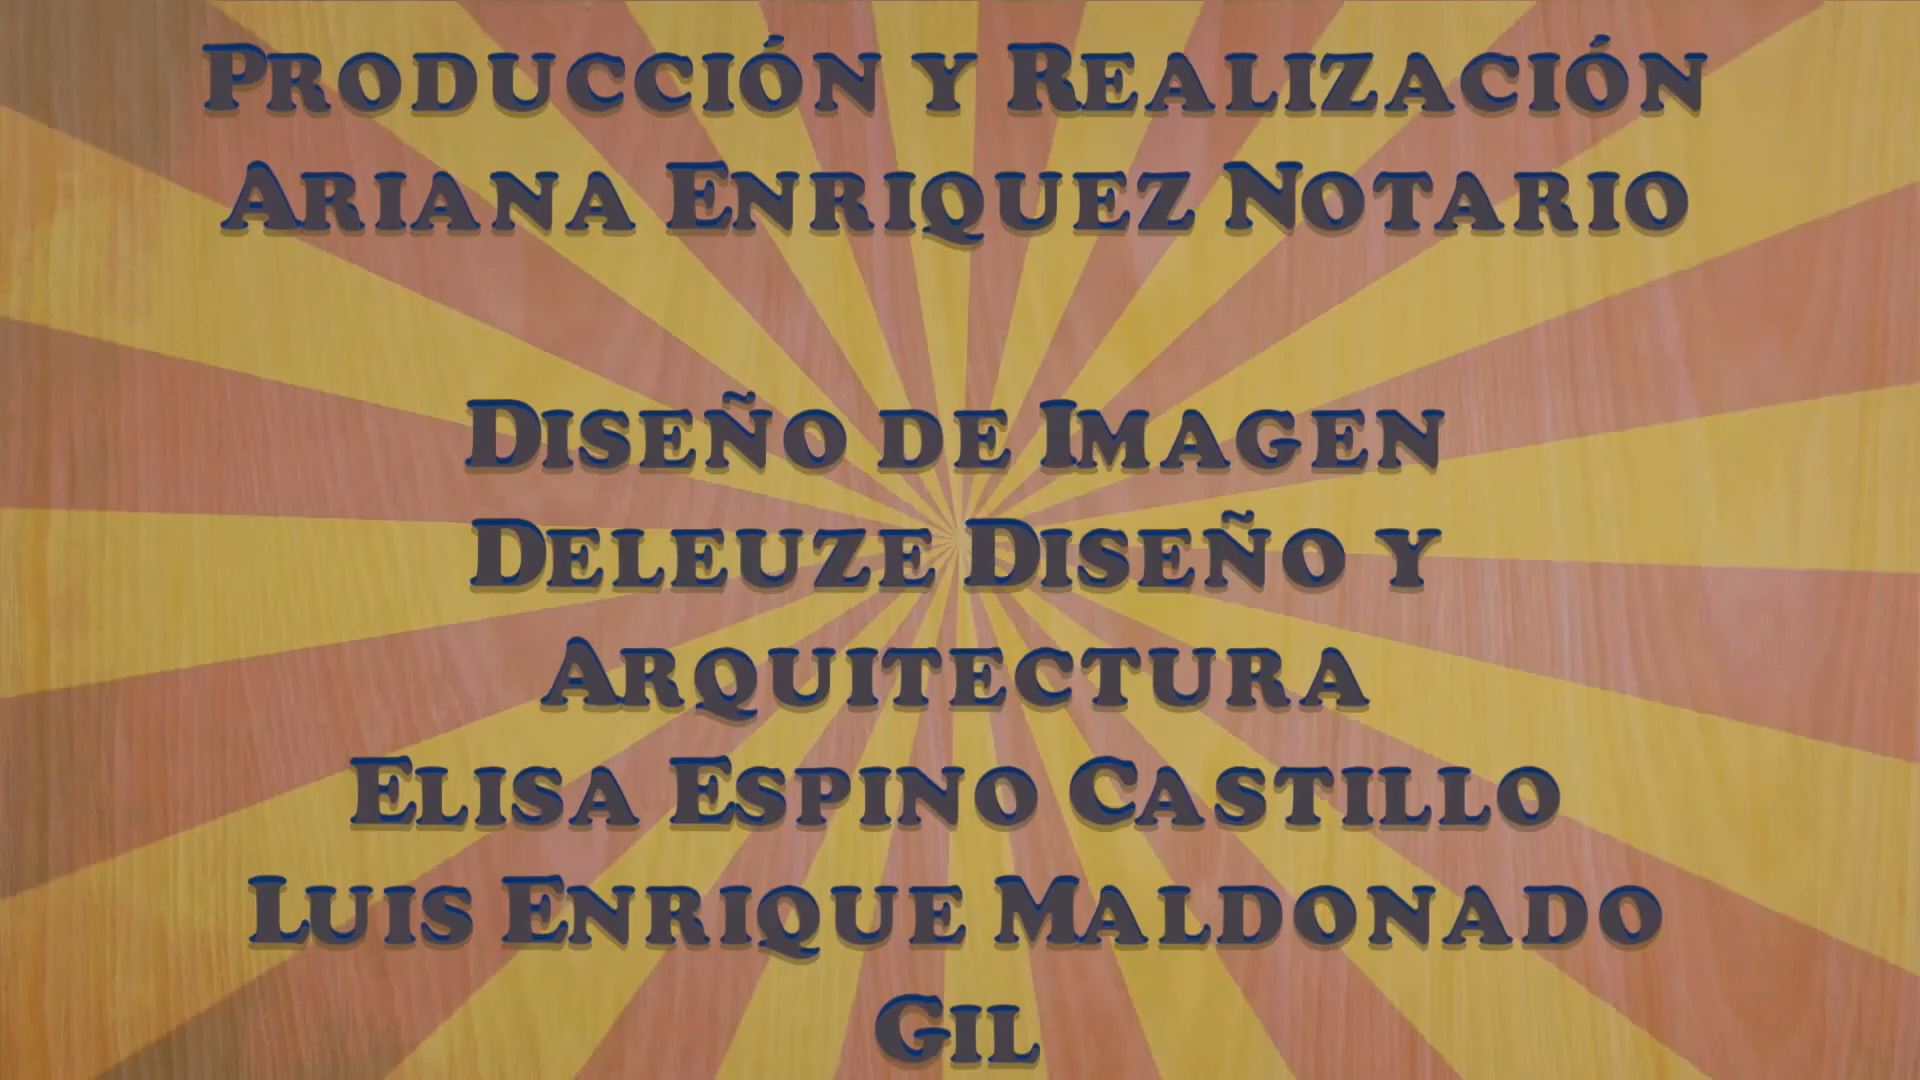 Producción y Realización
Ariana Enriquez Notario
Diseño de Imagen
Deleuze Diseño y
Arquitectura
Elisa Espino Castillo
Luis Enrique Maldonado
Gil